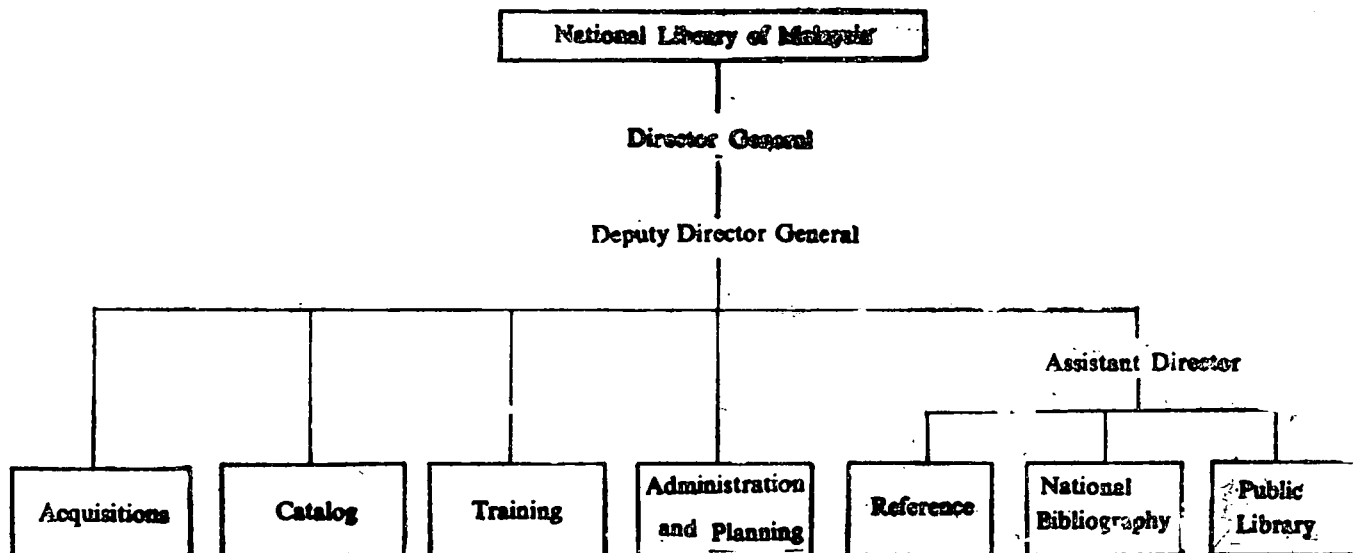 National Library of Malaysia
Director General
Deputy Director General
Assistant Director
Acquisitions
Catalog
Training
Administration
and Planning
Reference
National
Bibliography
Public
Library